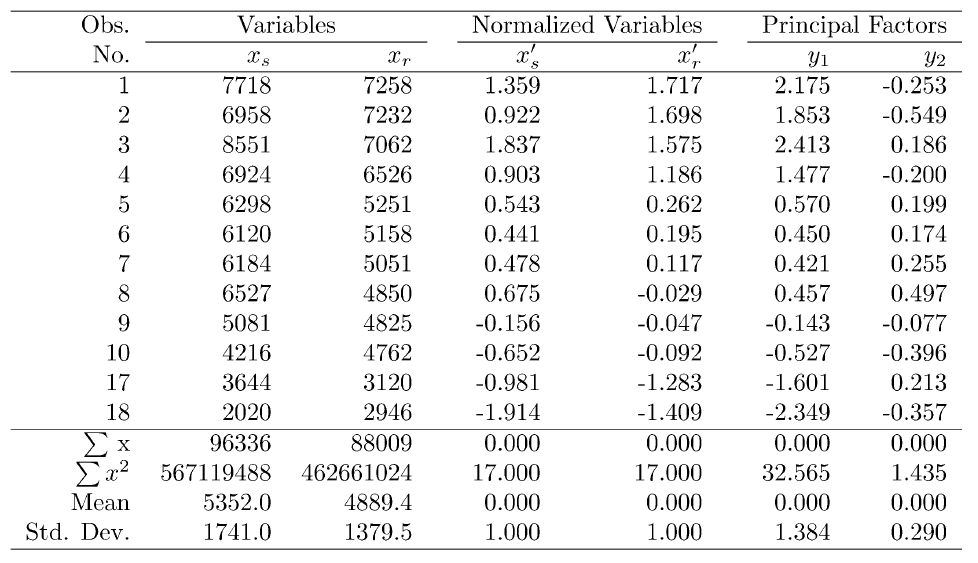 Obs. Variables Normalized Variables Principal Factors
No. xₛ xᵣ x′ₛ x′ᵣ y₁ y₂
1 7718 7258 1.359 1.717 2.175 -0.253
2 6958 7232 0.922 1.698 1.853 -0.549
3 8551 7062 1.837 1.575 2.413 0.186
4 6924 6526 0.903 1.186 1.477 -0.200
5 6298 5251 0.543 0.262 0.570 0.199
6 6120 5158 0.441 0.195 0.450 0.174
7 6184 5051 0.478 0.117 0.421 0.255
8 6527 4850 0.675 -0.029 0.457 0.497
9 5081 4825 -0.156 -0.047 -0.143 -0.077
10 4216 4762 -0.652 -0.092 -0.527 -0.396
17 3644 3120 -0.981 -1.283 -1.601 0.213
18 2020 2946 -1.914 -1.409 -2.349 -0.357
∑ x 96336 88009 0.000 0.000 0.000 0.000
∑ x² 567119488 462661024 17.000 17.000 32.565 1.435
Mean 5352.0 4889.4 0.000 0.000 0.000 0.000
Std. Dev. 1741.0 1379.5 1.000 1.000 1.384 0.290